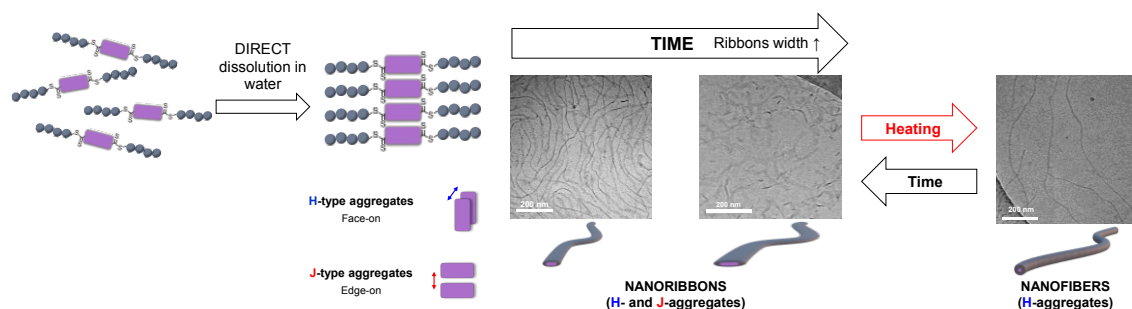 DIRECT
dissolution in
water
TIME Ribbons width ↑
Heating
Time
200 nm
200 nm
200 nm
H-type aggregates
Face-on
J-type aggregates
Edge-on
NANORIBBONS
(H- and J-aggregates)
NANOFIBERS
(H-aggregates)